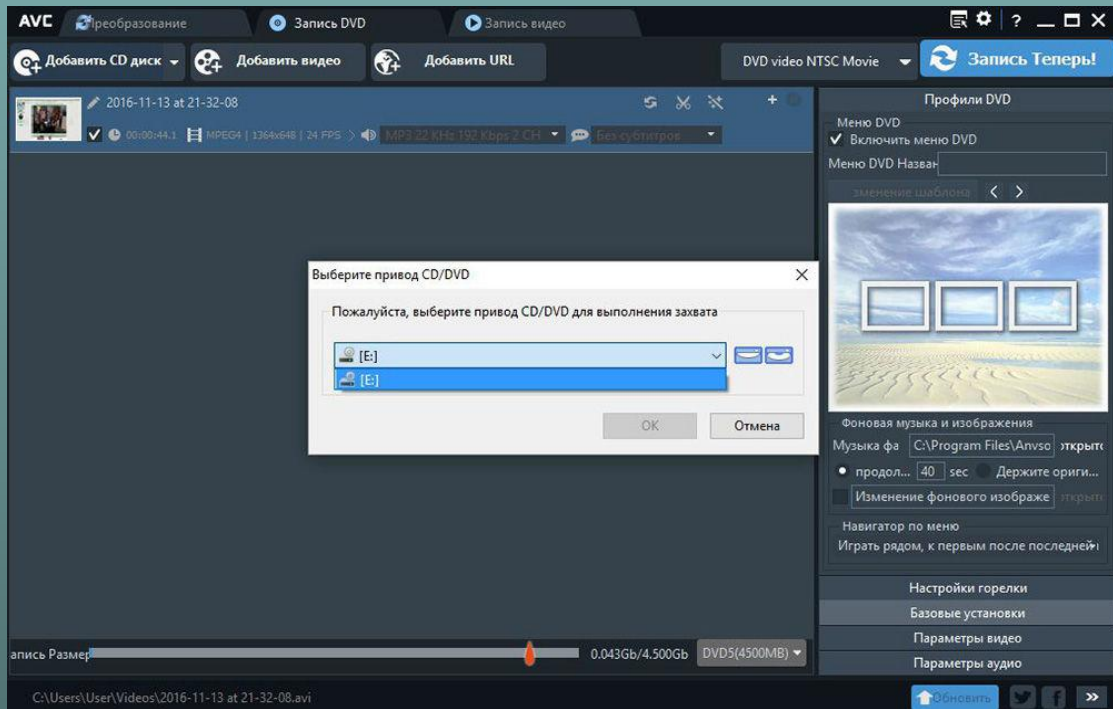 AVC
Преобразование
Запись DVD
Запись видео
?
Добавить CD диск
Добавить видео
Добавить URL
DVD video NTSC Movie
Запись Теперь!
2016-11-13 at 21-32-08
00:00:44.1
MPEG4 | 1364x648 | 24 FPS
MP3 22 KHz 192 Kbps 2 CH
Без субтитров
Профили DVD
Меню DVD
Включить меню DVD
Меню DVD Назван
зменение шаблона
Выберите привод CD/DVD
Пожалуйста, выберите привод CD/DVD для выполнения захвата
[E:]
[E:]
OK
Отмена
Фоновая музыка и изображения
Музыка фа C:\Program Files\Anvso открыто
продол... 40 sec Держите ориги...
Изменение фонового изображе
Навигатор по меню
Играть рядом, к первым после последней
Настройки горелки
Базовые установки
Параметры видео
Параметры аудио
апись Размер
0.043Gb/4.500Gb
DVD5(4500MB)
C:\Users\User\Videos\2016-11-13 at 21-32-08.avi
Обновить